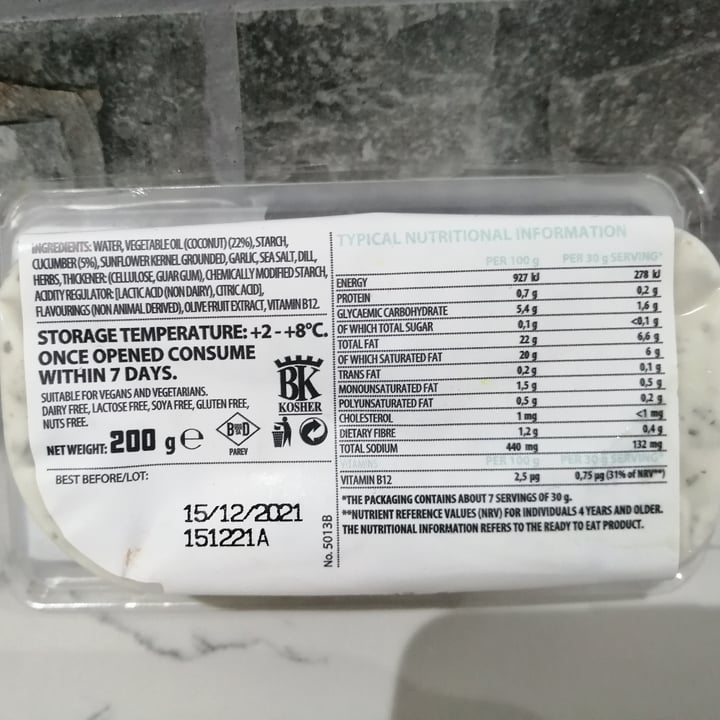 INGREDIENTS: WATER, VEGETABLE OIL (COCONUT) (22%), STARCH,
CUCUMBER (5%), SUNFLOWER KERNEL GROUNDED, GARLIC, SEA SALT, DILL,
HERBS, THICKENER: (CELLULOSE, GUAR GUM), CHEMICALLY MODIFIED STARCH,
ACIDITY REGULATOR: [LACTIC ACID (NON DAIRY), CITRIC ACID],
FLAVOURINGS (NON ANIMAL DERIVED), OLIVE FRUIT EXTRACT, VITAMIN B12.
STORAGE TEMPERATURE: +2 - +8°C.
ONCE OPENED CONSUME
WITHIN 7 DAYS.
SUITABLE FOR VEGANS AND VEGETARIANS.
DAIRY FREE, LACTOSE FREE, SOYA FREE, GLUTEN FREE,
NUTS FREE.
BK
KOSHER
NET WEIGHT: 200 g e
B&D
PAREV
BEST BEFORE/LOT:
15/12/2021
151221A
No. 5013B
TYPICAL NUTRITIONAL INFORMATION
PER 100 g PER 30 g SERVING*
ENERGY 927 kJ 278 kJ
PROTEIN 0,7 g 0,2 g
GLYCAEMIC CARBOHYDRATE 5,4 g 1,6 g
OF WHICH TOTAL SUGAR 0,1 g <0,1 g
TOTAL FAT 22 g 6,6 g
OF WHICH SATURATED FAT 20 g 6 g
TRANS FAT 0,2 g 0,1 g
MONOUNSATURATED FAT 1,5 g 0,5 g
POLYUNSATURATED FAT 0,5 g 0,2 g
CHOLESTEROL 1 mg <1 mg
DIETARY FIBRE 1,2 g 0,4 g
TOTAL SODIUM 440 mg 132 mg
VITAMINS PER 100 g PER 30 g SERVING*
VITAMIN B12 2,5 µg 0,75 µg (31% of NRV**)
*THE PACKAGING CONTAINS ABOUT 7 SERVINGS OF 30 g.
**NUTRIENT REFERENCE VALUES (NRV) FOR INDIVIDUALS 4 YEARS AND OLDER.
THE NUTRITIONAL INFORMATION REFERS TO THE READY TO EAT PRODUCT.